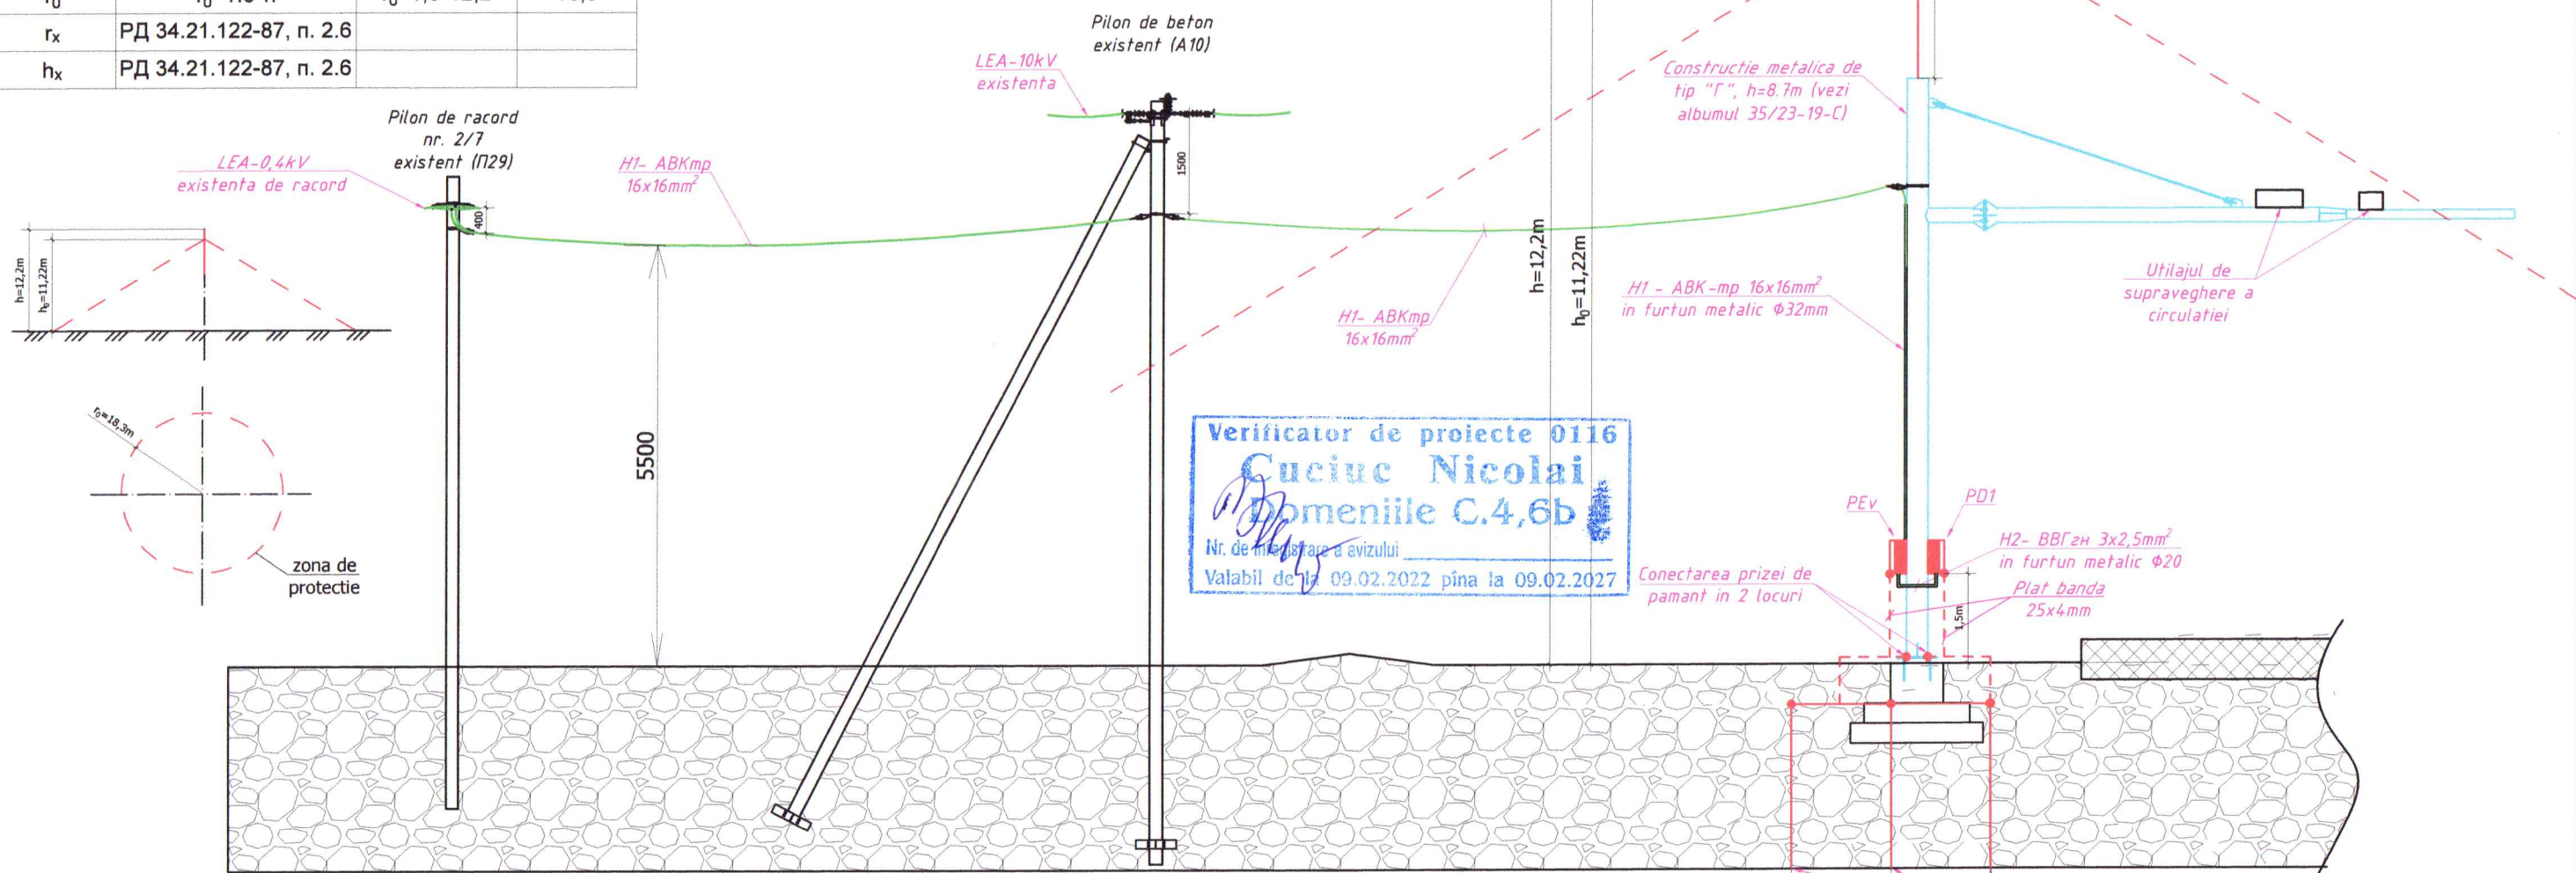 rₓ РД 34.21.122-87, п. 2.6
hₓ РД 34.21.122-87, п. 2.6
Pilon de racord
nr. 2/7
existent (П29)
LEA-0,4kV
existenta de racord
400
H1- ABKmp
16x16mm²
h=12,2m
h₀=11,22m
r₀=18,3m
zona de
protectie
5500
Pilon de beton
existent (A10)
LEA-10kV
existenta
1500
H1- ABKmp
16x16mm²
h=12,2m
h₀=11,22m
Constructie metalica de
tip "Г", h=8.7m (vezi
albumul 35/23-19-C)
H1 - ABK-mp 16x16mm²
in furtun metalic Φ32mm
Utilajul de
supraveghere a
circulatiei
Verificator de proiecte 0116
Cuciuc Nicolai
Domeniile C.4,6b
Nr. de inregistrare a avizului
Valabil de la 09.02.2022 pîna la 09.02.2027
PEv
PD1
H2- ВВГгн 3x2,5mm²
in furtun metalic Φ20
Conectarea prizei de
pamant in 2 locuri
Plat banda
25x4mm
1,5m